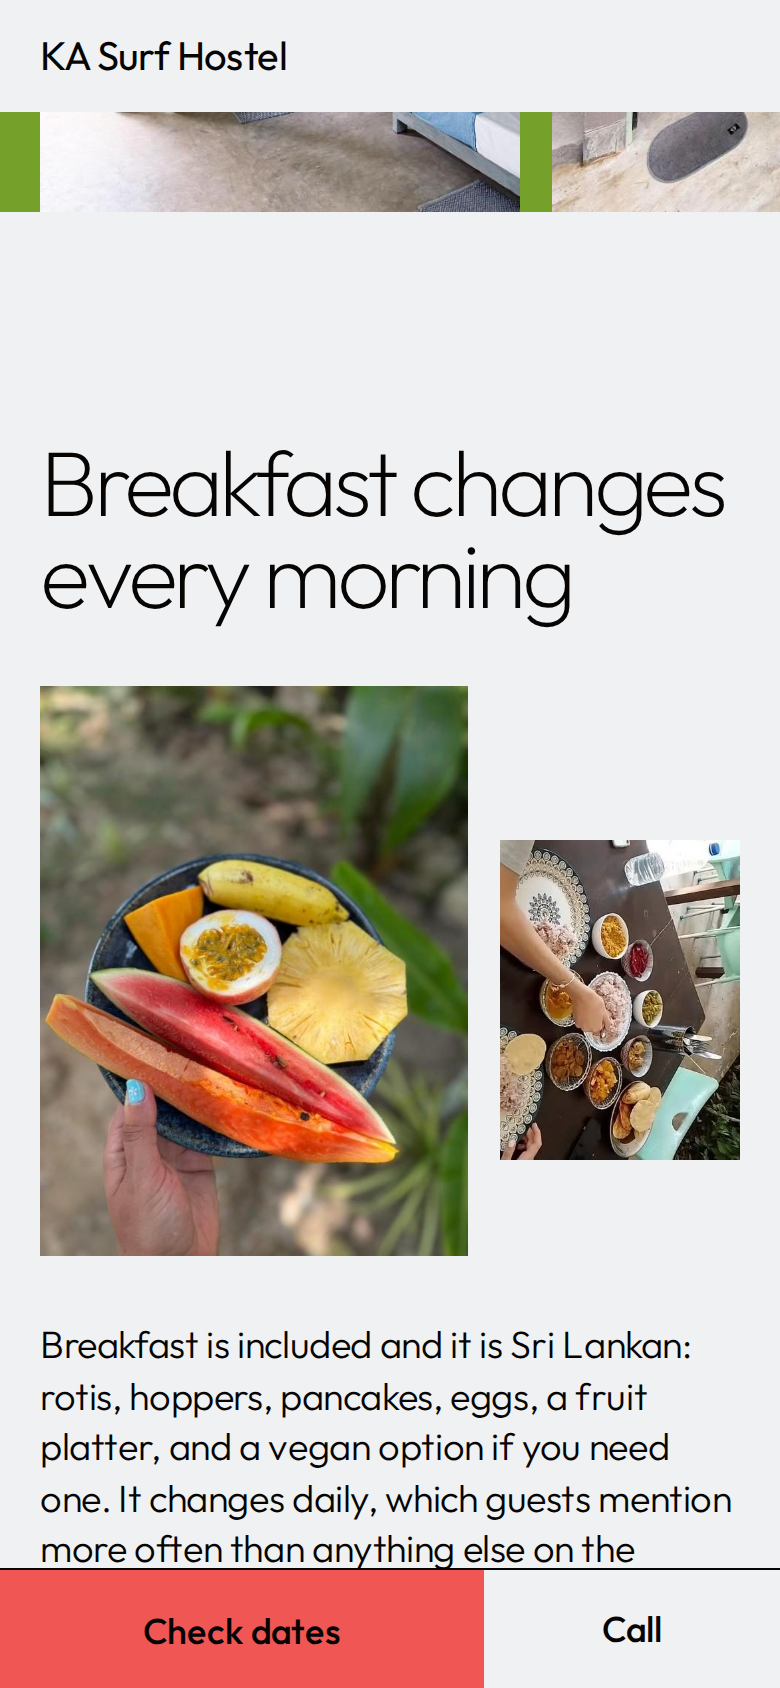 KA Surf Hostel
Breakfast changes
every morning
Breakfast is included and it is Sri Lankan:
rotis, hoppers, pancakes, eggs, a fruit
platter, and a vegan option if you need
one. It changes daily, which guests mention
more often than anything else on the
Check dates
Call